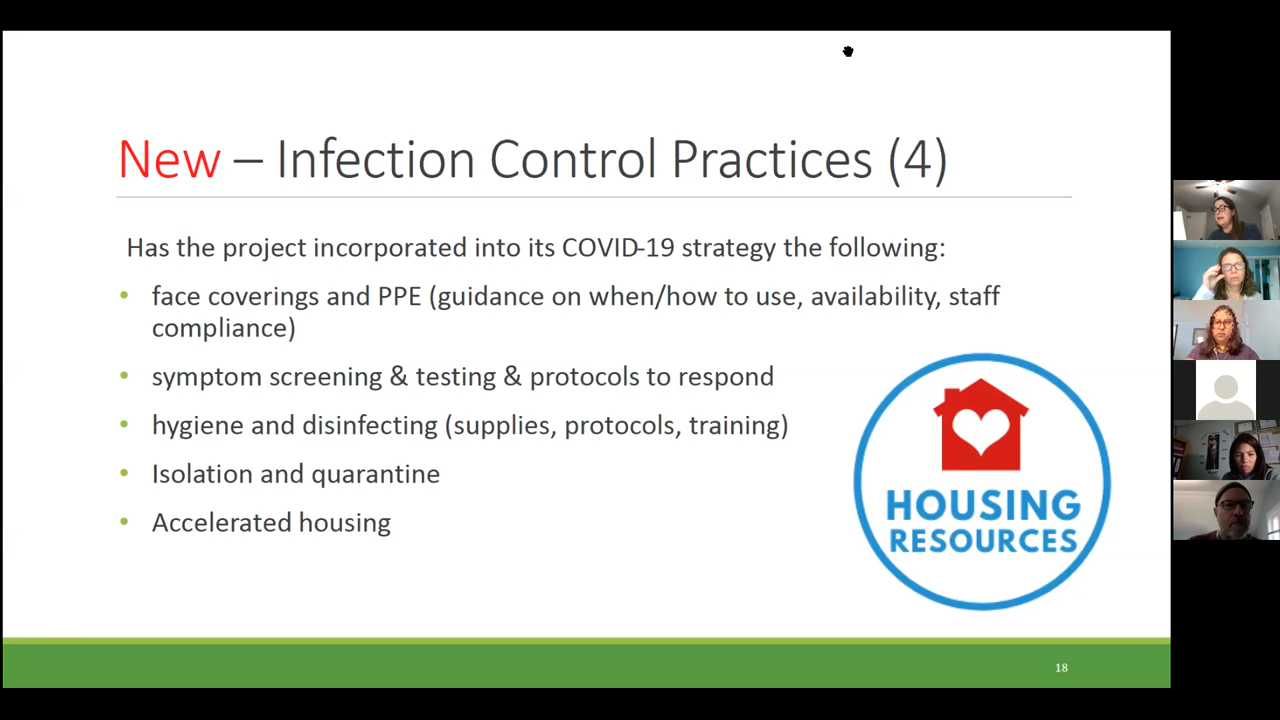 New – Infection Control Practices (4)
Has the project incorporated into its COVID-19 strategy the following:
• face coverings and PPE (guidance on when/how to use, availability, staff
compliance)
• symptom screening & testing & protocols to respond
• hygiene and disinfecting (supplies, protocols, training)
• Isolation and quarantine
• Accelerated housing
HOUSING
RESOURCES
18